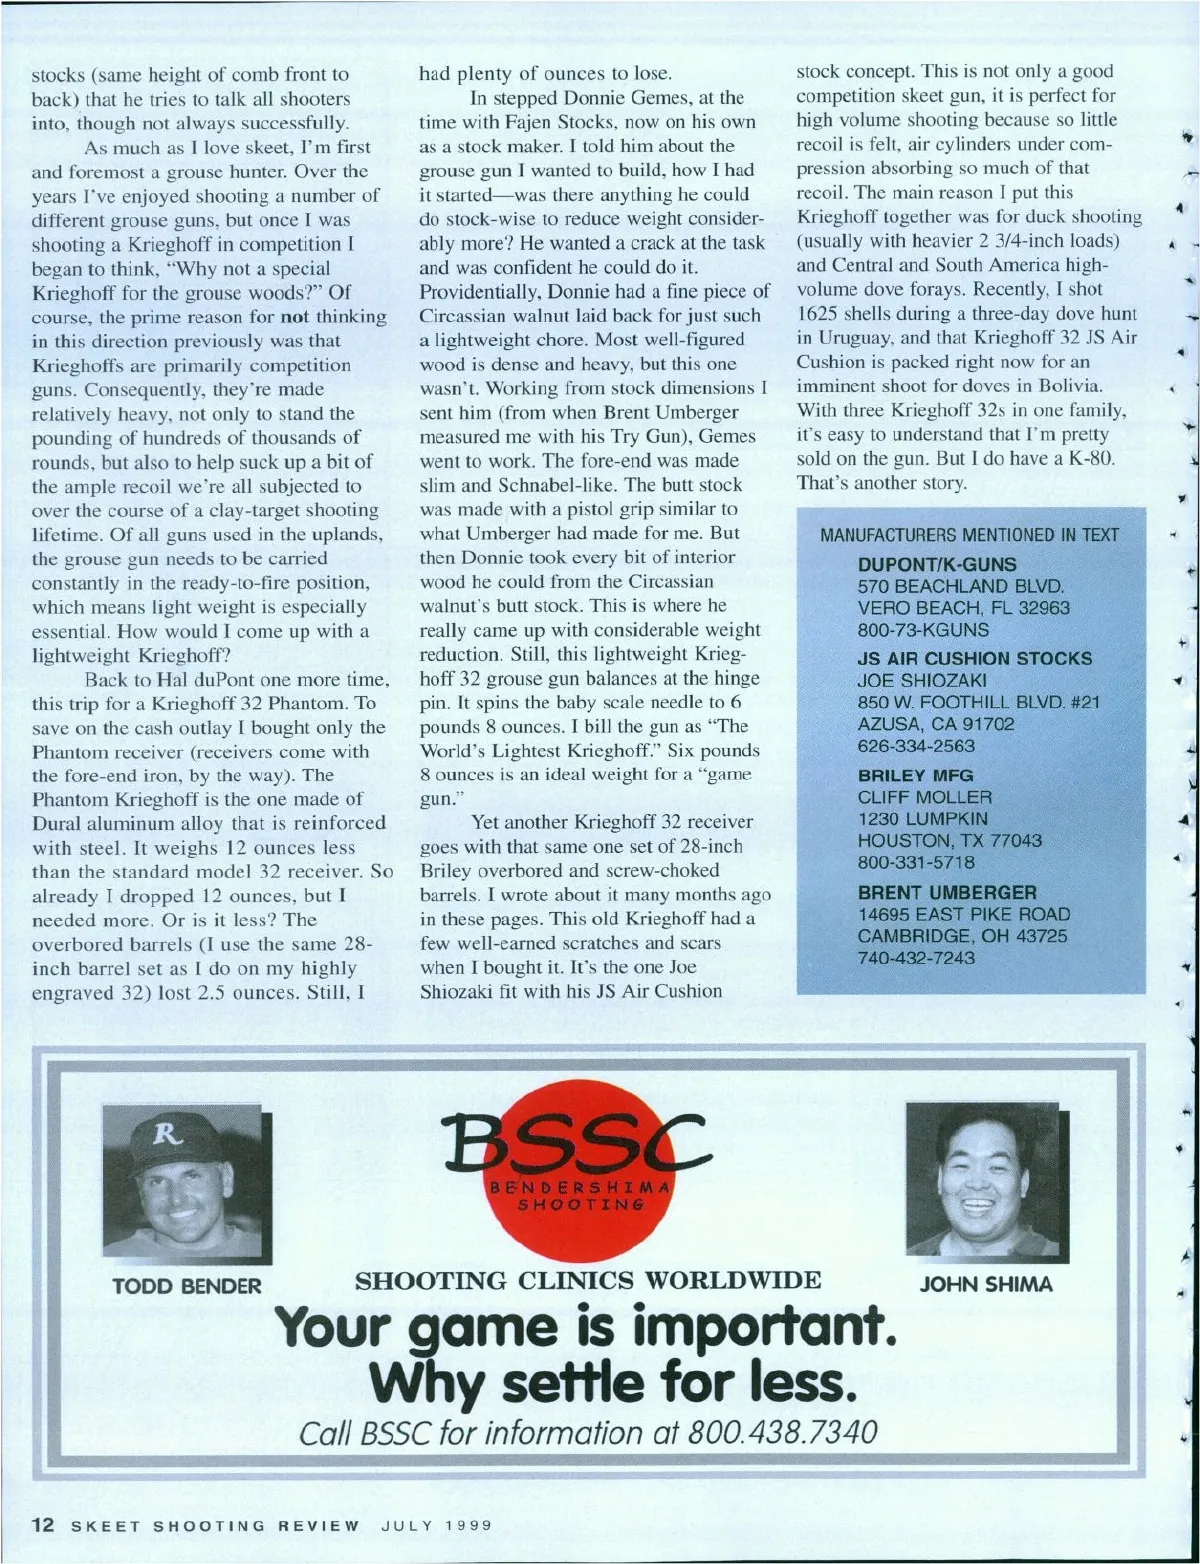 stocks (same height of comb front to
back) that he tries to talk all shooters
into, though not always successfully.
As much as I love skeet, I'm first
and foremost a grouse hunter. Over the
years I've enjoyed shooting a number of
different grouse guns, but once I was
shooting a Krieghoff in competition I
began to think, “Why not a special
Krieghoff for the grouse woods?” Of
course, the prime reason for not thinking
in this direction previously was that
Krieghoffs are primarily competition
guns. Consequently, they're made
relatively heavy, not only to stand the
pounding of hundreds of thousands of
rounds, but also to help suck up a bit of
the ample recoil we're all subjected to
over the course of a clay-target shooting
lifetime. Of all guns used in the uplands,
the grouse gun needs to be carried
constantly in the ready-to-fire position,
which means light weight is especially
essential. How would I come up with a
lightweight Krieghoff?
Back to Hal duPont one more time,
this trip for a Krieghoff 32 Phantom. To
save on the cash outlay I bought only the
Phantom receiver (receivers come with
the fore-end iron, by the way). The
Phantom Krieghoff is the one made of
Dural aluminum alloy that is reinforced
with steel. It weighs 12 ounces less
than the standard model 32 receiver. So
already I dropped 12 ounces, but I
needed more. Or is it less? The
overbored barrels (I use the same 28-
inch barrel set as I do on my highly
engraved 32) lost 2.5 ounces. Still, I
had plenty of ounces to lose.
In stepped Donnie Gemes, at the
time with Fajen Stocks, now on his own
as a stock maker. I told him about the
grouse gun I wanted to build, how I had
it started—was there anything he could
do stock-wise to reduce weight consider-
ably more? He wanted a crack at the task
and was confident he could do it.
Providentially, Donnie had a fine piece of
Circassian walnut laid back for just such
a lightweight chore. Most well-figured
wood is dense and heavy, but this one
wasn't. Working from stock dimensions I
sent him (from when Brent Umberger
measured me with his Try Gun), Gemes
went to work. The fore-end was made
slim and Schnabel-like. The butt stock
was made with a pistol grip similar to
what Umberger had made for me. But
then Donnie took every bit of interior
wood he could from the Circassian
walnut's butt stock. This is where he
really came up with considerable weight
reduction. Still, this lightweight Krieg-
hoff 32 grouse gun balances at the hinge
pin. It spins the baby scale needle to 6
pounds 8 ounces. I bill the gun as “The
World's Lightest Krieghoff.” Six pounds
8 ounces is an ideal weight for a “game
gun.”
Yet another Krieghoff 32 receiver
goes with that same one set of 28-inch
Briley overbored and screw-choked
barrels. I wrote about it many months ago
in these pages. This old Krieghoff had a
few well-earned scratches and scars
when I bought it. It's the one Joe
Shiozaki fit with his JS Air Cushion
stock concept. This is not only a good
competition skeet gun, it is perfect for
high volume shooting because so little
recoil is felt, air cylinders under com-
pression absorbing so much of that
recoil. The main reason I put this
Krieghoff together was for duck shooting
(usually with heavier 2 3/4-inch loads)
and Central and South America high-
volume dove forays. Recently, I shot
1625 shells during a three-day dove hunt
in Uruguay, and that Krieghoff 32 JS Air
Cushion is packed right now for an
imminent shoot for doves in Bolivia.
With three Krieghoff 32s in one family,
it's easy to understand that I'm pretty
sold on the gun. But I do have a K-80.
That's another story.
MANUFACTURERS MENTIONED IN TEXT
DUPONT/K-GUNS
570 BEACHLAND BLVD.
VERO BEACH, FL 32963
800-73-KGUNS
JS AIR CUSHION STOCKS
JOE SHIOZAKI
850 W. FOOTHILL BLVD. #21
AZUSA, CA 91702
626-334-2563
BRILEY MFG
CLIFF MOLLER
1230 LUMPKIN
HOUSTON, TX 77043
800-331-5718
BRENT UMBERGER
14695 EAST PIKE ROAD
CAMBRIDGE, OH 43725
740-432-7243
R
BSSC
BENDERSHIMA
SHOOTING
TODD BENDER
SHOOTING CLINICS WORLDWIDE
JOHN SHIMA
Your game is important.
Why settle for less.
Call BSSC for information at 800.438.7340
12 SKEET SHOOTING REVIEW JULY 1999